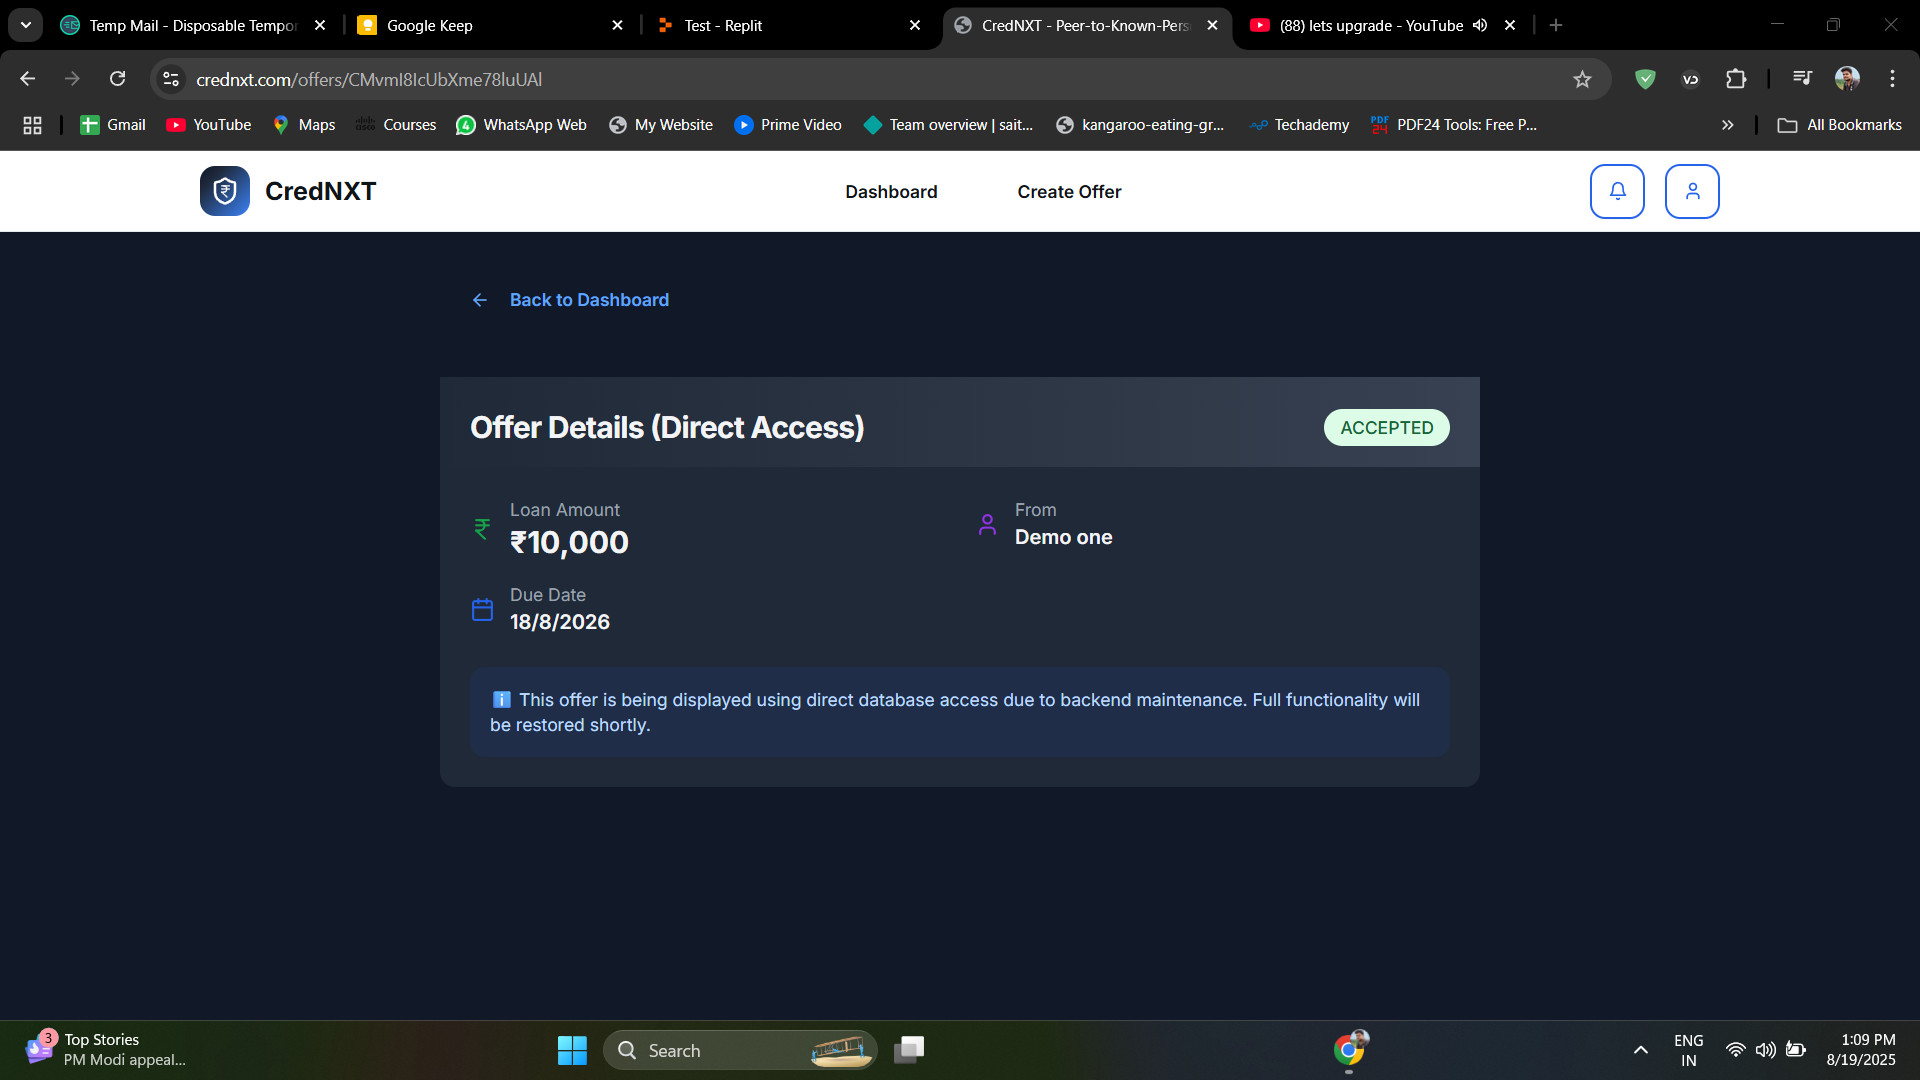 Temp Mail - Disposable Tempor
Google Keep
Test - Replit
CredNXT - Peer-to-Known-Pers
(88) lets upgrade - YouTube
crednxt.com/offers/CMvml8IcUbXme78luUAl
Gmail
YouTube
Maps
Courses
WhatsApp Web
My Website
Prime Video
Team overview | sait...
kangaroo-eating-gr...
Techademy
PDF24 Tools: Free P...
All Bookmarks
CredNXT
Dashboard
Create Offer
Back to Dashboard
Offer Details (Direct Access)
ACCEPTED
Loan Amount
₹10,000
From
Demo one
Due Date
18/8/2026
This offer is being displayed using direct database access due to backend maintenance. Full functionality will
be restored shortly.
3
Top Stories
PM Modi appeal...
Search
ENG
IN
1:09 PM
8/19/2025